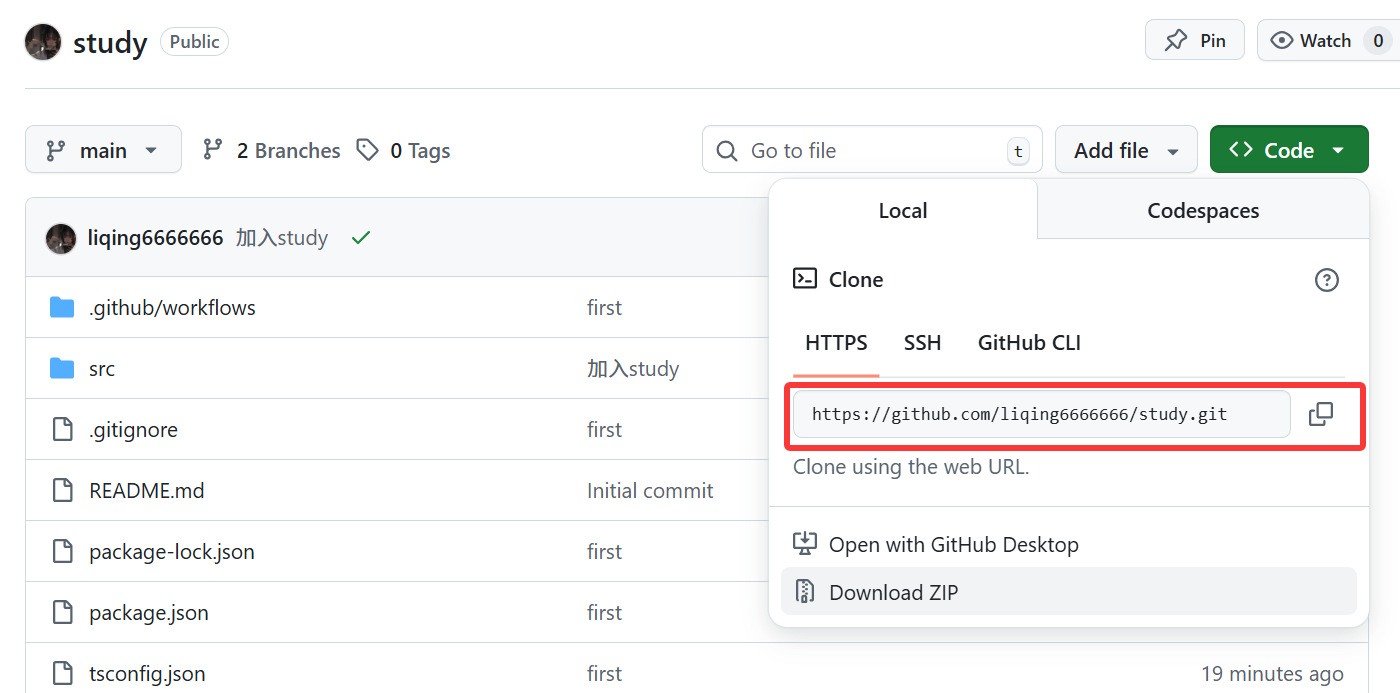 study Public Pin Watch 0
main 2 Branches 0 Tags Go to file t Add file Code
Local Codespaces
liqing6666666 加入study
Clone
.github/workflows first
HTTPS SSH GitHub CLI
src 加入study
https://github.com/liqing6666666/study.git
.gitignore first
Clone using the web URL.
README.md Initial commit
Open with GitHub Desktop
package-lock.json first
Download ZIP
package.json first
tsconfig.json first 19 minutes ago